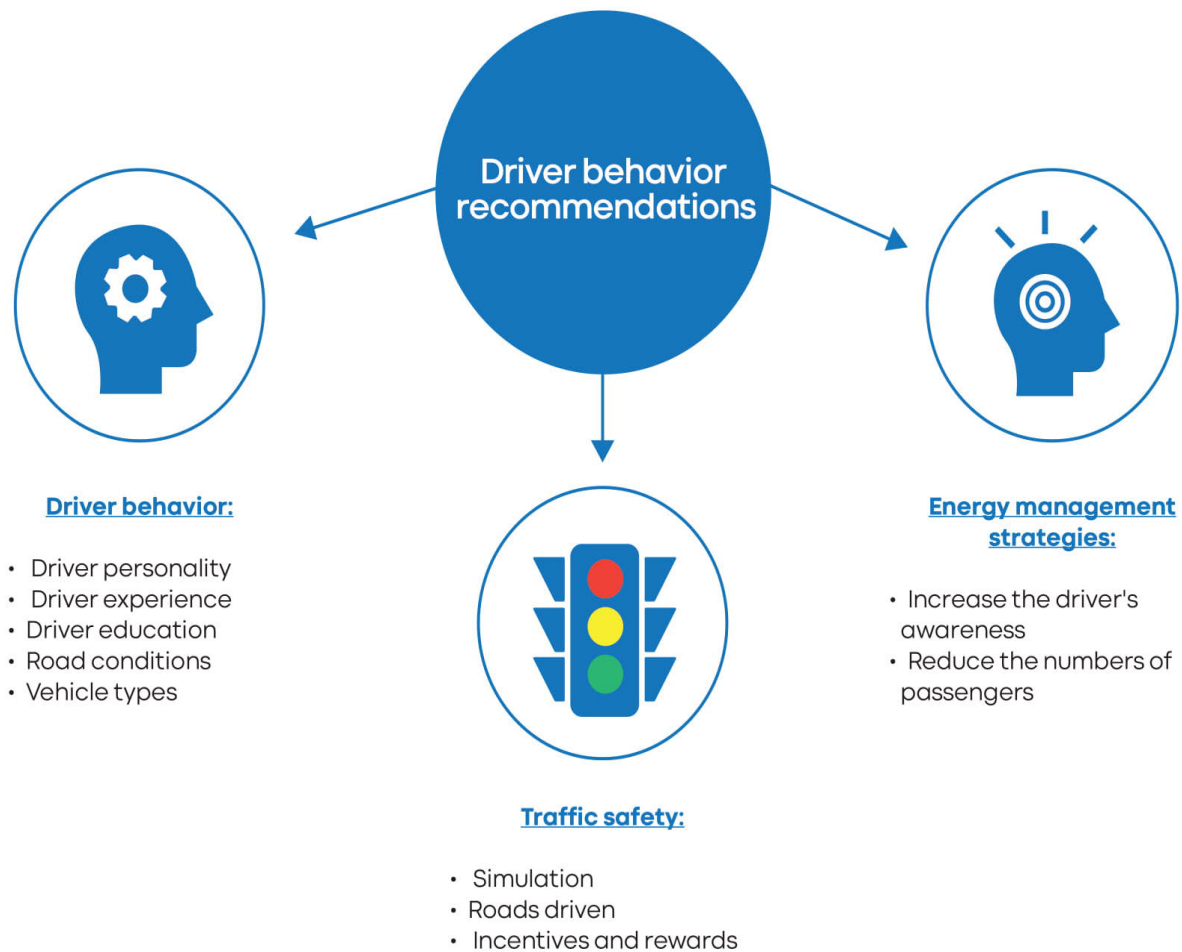 Driver behavior
recommendations
Driver behavior:
• Driver personality
• Driver experience
• Driver education
• Road conditions
• Vehicle types
Traffic safety:
• Simulation
• Roads driven
• Incentives and rewards
Energy management
strategies:
• Increase the driver's
awareness
• Reduce the numbers of
passengers